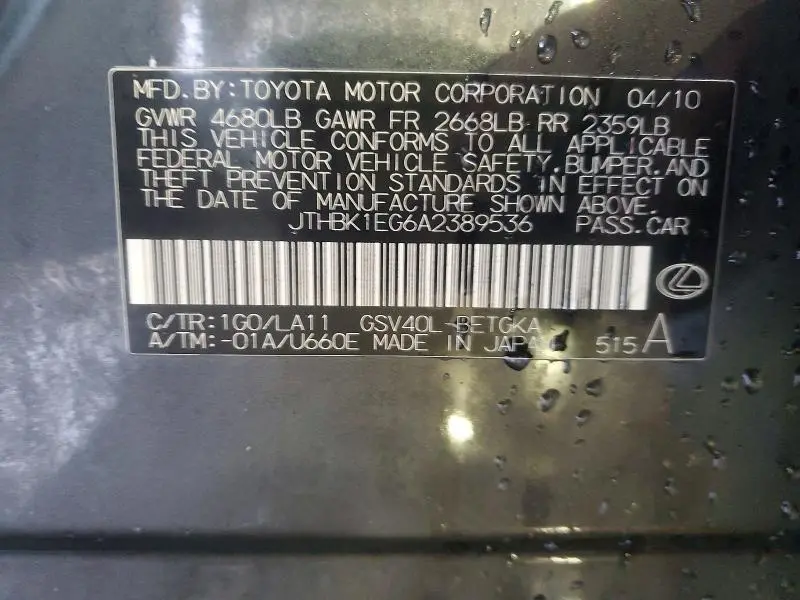 MFD. BY: TOYOTA MOTOR CORPORATION 04/10
GVWR 4680LB GAWR FR 2668LB RR 2359LB
THIS VEHICLE CONFORMS TO ALL APPLICABLE
FEDERAL MOTOR VEHICLE SAFETY, BUMPER, AND
THEFT PREVENTION STANDARDS IN EFFECT ON
THE DATE OF MANUFACTURE SHOWN ABOVE.
JTHBK1EG6A2389536 PASS. CAR
C/TR: 1G0/LA11 GSV40L-BETGKA
A/TM: -01A/U660E MADE IN JAPAN 515 A